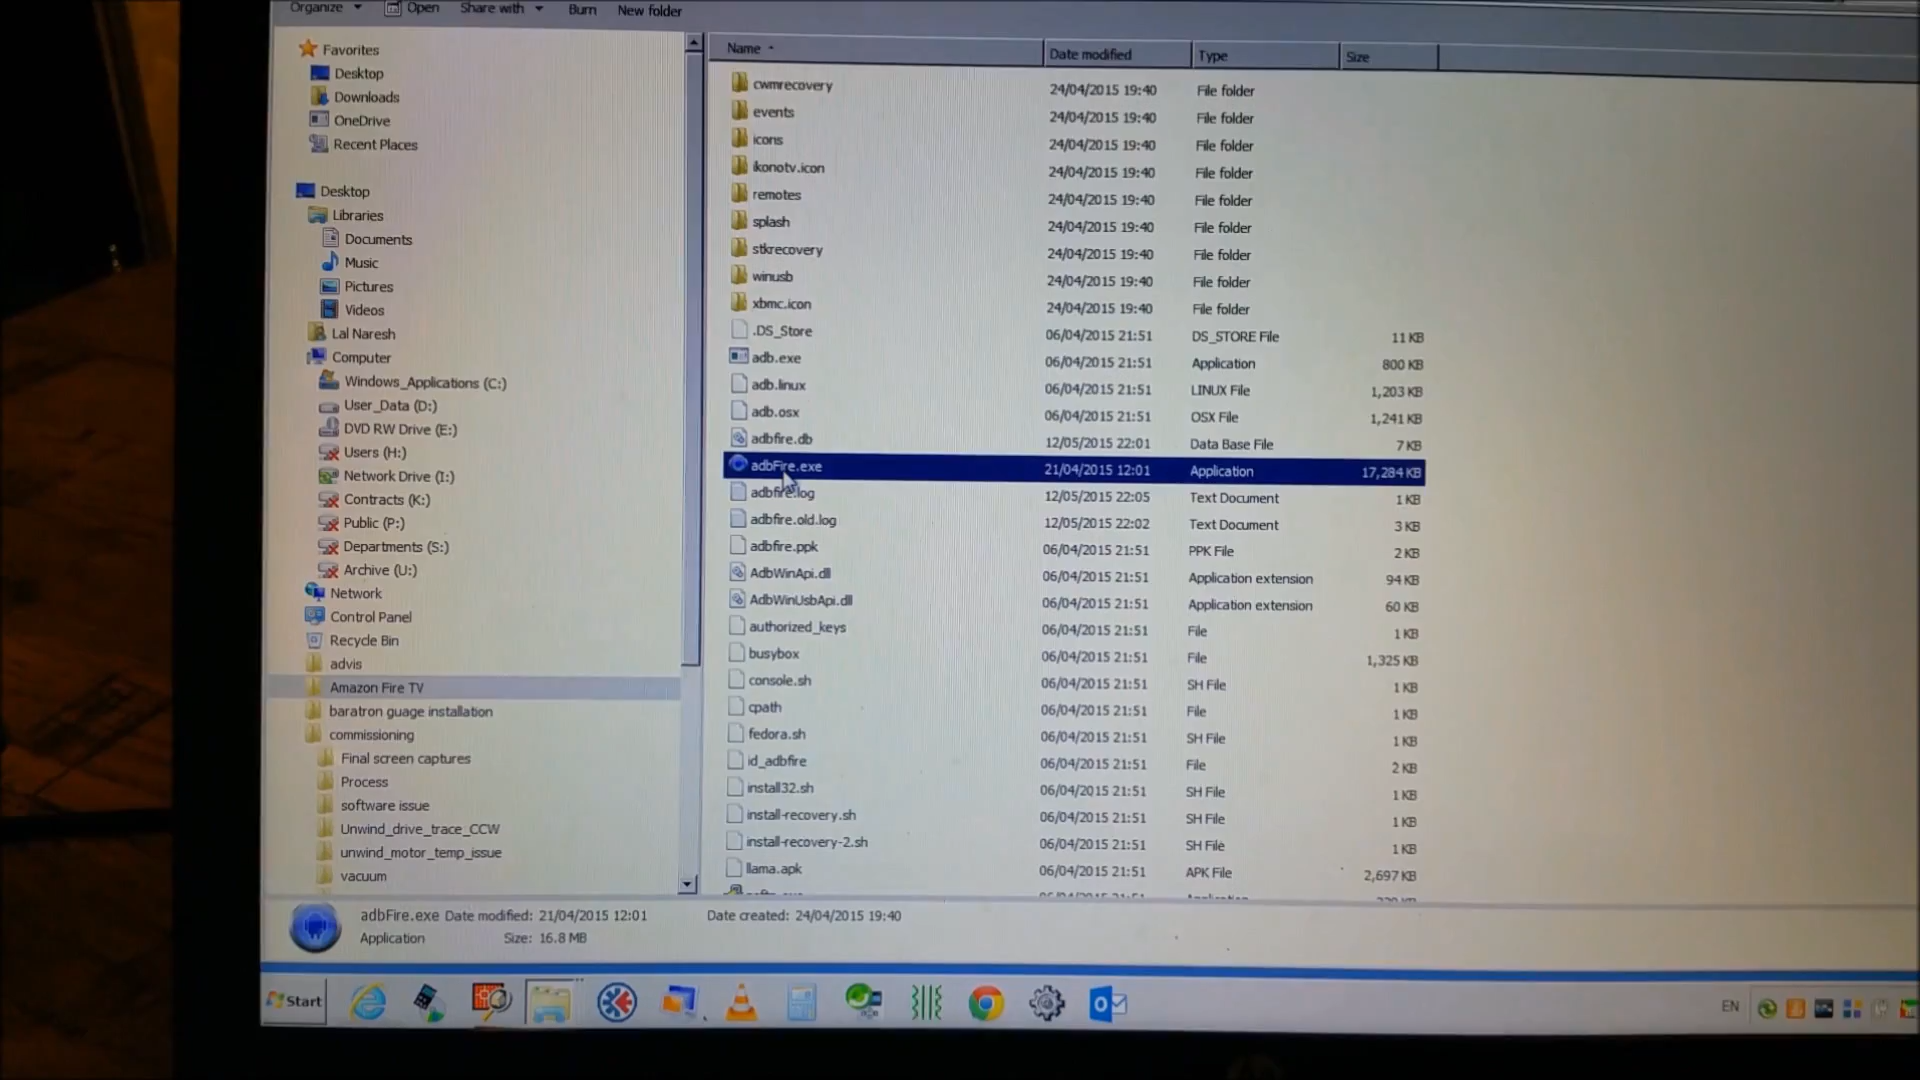 Organize Open Share with Burn New folder
Favorites
Desktop
Downloads
OneDrive
Recent Places
Desktop
Libraries
Documents
Music
Pictures
Videos
Lal Naresh
Computer
Windows_Applications (C:)
User_Data (D:)
DVD RW Drive (E:)
Users (H:)
Network Drive (I:)
Contracts (K:)
Public (P:)
Departments (S:)
Archive (U:)
Network
Control Panel
Recycle Bin
advis
Amazon Fire TV
baratron guage installation
commissioning
Final screen captures
Process
software issue
Unwind_drive_trace_CCW
unwind_motor_temp_issue
vacuum
Name Date modified Type Size
cwmrecovery 24/04/2015 19:40 File folder
events 24/04/2015 19:40 File folder
icons 24/04/2015 19:40 File folder
ikonotv.icon 24/04/2015 19:40 File folder
remotes 24/04/2015 19:40 File folder
splash 24/04/2015 19:40 File folder
stkrecovery 24/04/2015 19:40 File folder
winusb 24/04/2015 19:40 File folder
xbmc.icon 24/04/2015 19:40 File folder
.DS_Store 06/04/2015 21:51 DS_STORE File 11 KB
adb.exe 06/04/2015 21:51 Application 800 KB
adb.linux 06/04/2015 21:51 LINUX File 1,203 KB
adb.osx 06/04/2015 21:51 OSX File 1,241 KB
adbfire.db 12/05/2015 22:01 Data Base File 7 KB
adbFire.exe 21/04/2015 12:01 Application 17,284 KB
adbfire.log 12/05/2015 22:05 Text Document 1 KB
adbfire.old.log 12/05/2015 22:02 Text Document 3 KB
adbfire.ppk 06/04/2015 21:51 PPK File 2 KB
AdbWinApi.dll 06/04/2015 21:51 Application extension 94 KB
AdbWinUsbApi.dll 06/04/2015 21:51 Application extension 60 KB
authorized_keys 06/04/2015 21:51 File 1 KB
busybox 06/04/2015 21:51 File 1,325 KB
console.sh 06/04/2015 21:51 SH File 1 KB
cpath 06/04/2015 21:51 File 1 KB
fedora.sh 06/04/2015 21:51 SH File 1 KB
id_adbfire 06/04/2015 21:51 File 2 KB
install32.sh 06/04/2015 21:51 SH File 1 KB
install-recovery.sh 06/04/2015 21:51 SH File 1 KB
install-recovery-2.sh 06/04/2015 21:51 SH File 1 KB
llama.apk 06/04/2015 21:51 APK File 2,697 KB
adbFire.exe Date modified: 21/04/2015 12:01 Date created: 24/04/2015 19:40
Application Size: 16.8 MB
Start EN